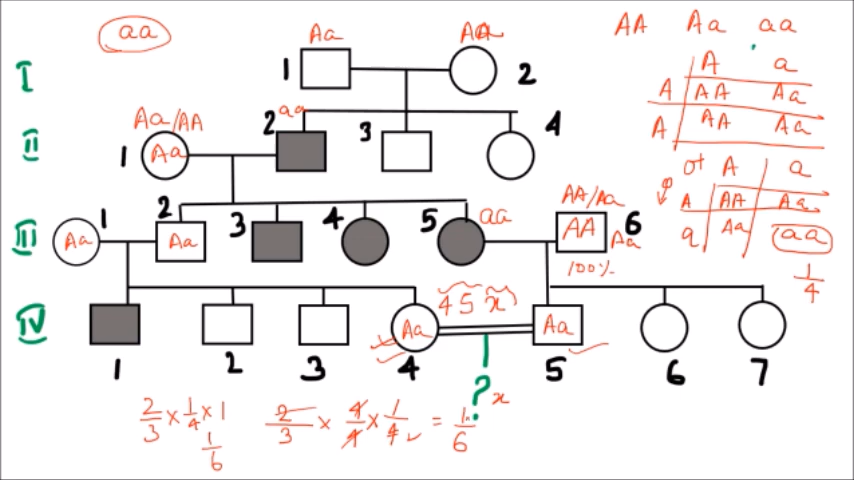 aa
Aa
AA
AA Aa aa
I
1
2
A a
A AA Aa
A AA Aa
Aa/AA
aa
II
1
Aa
2
3
4
A a
A AA Aa
a Aa aa
1/4
III
1
Aa
2
Aa
3
4
5
aa
AA/Aa
AA
6
Aa
100%
45 x
IV
Aa
Aa
1
2
3
4
5
6
7
? x
2/3 × 1/4 × 1
1/6
2/3 × 4/4 × 1/4 = 1/6